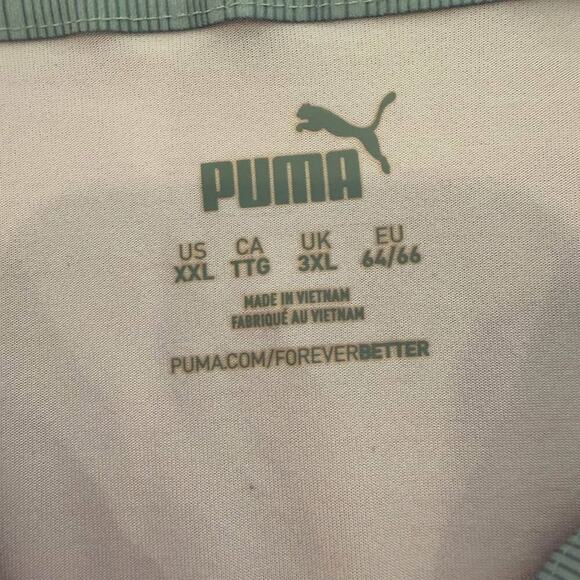 PUMA
US CA UK EU
XXL TTG 3XL 64/66
MADE IN VIETNAM
FABRIQUÉ AU VIETNAM
PUMA.COM/FOREVERBETTER